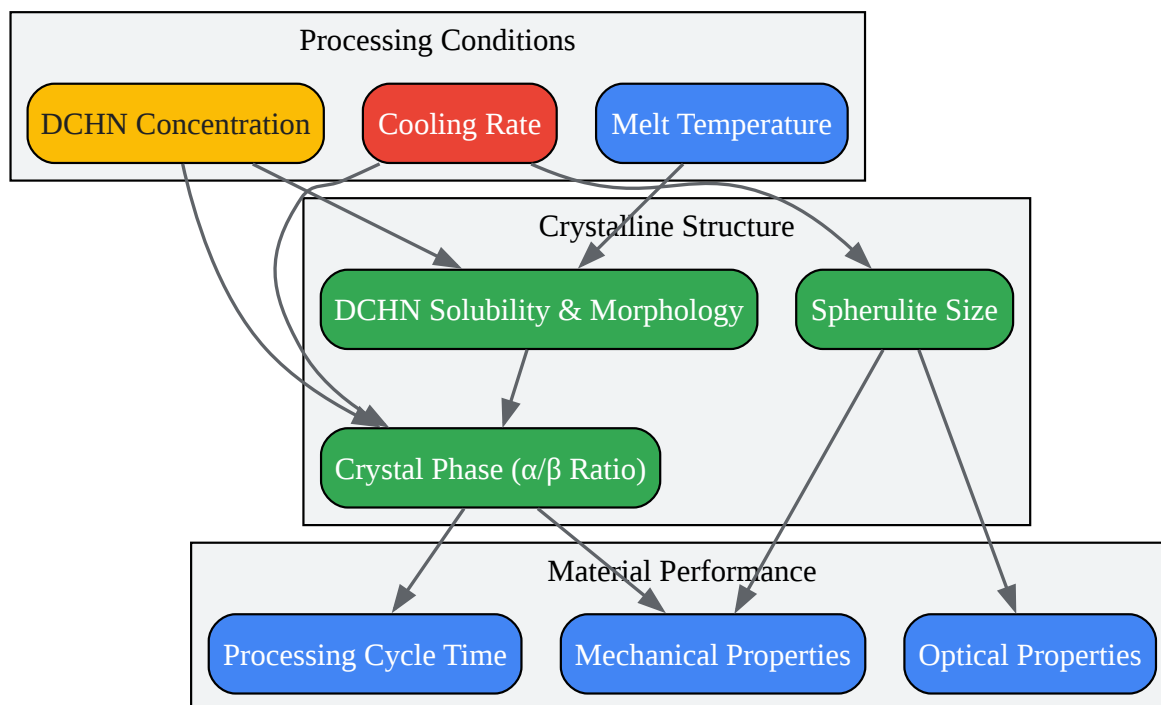 Processing Conditions
DCHN Concentration
Cooling Rate
Melt Temperature
Crystalline Structure
DCHN Solubility & Morphology
Spherulite Size
Crystal Phase (α/β Ratio)
Material Performance
Processing Cycle Time
Mechanical Properties
Optical Properties